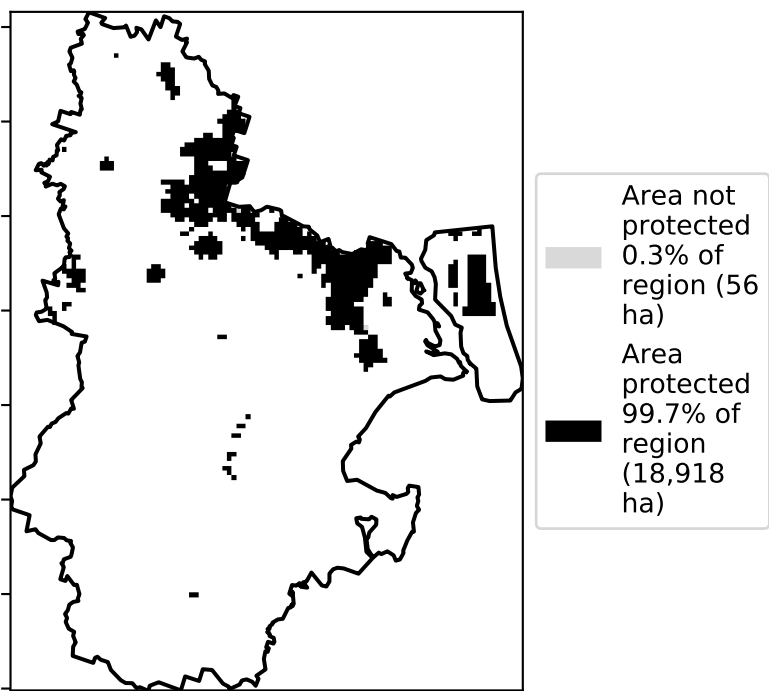 Area not
protected
0.3% of
region (56
ha)
Area
protected
99.7% of
region
(18,918
ha)